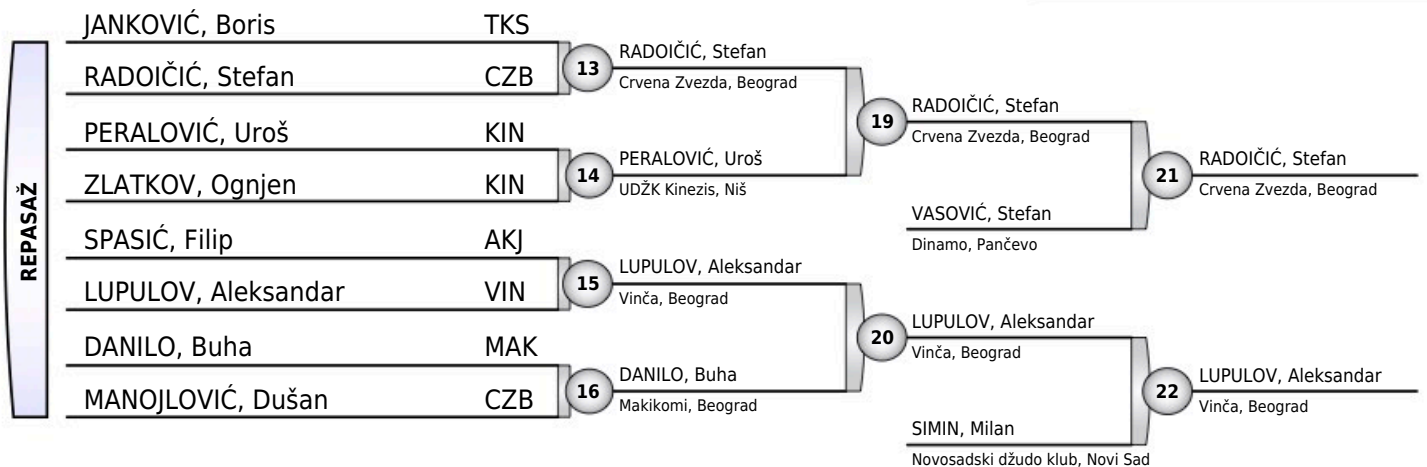 REPASAŽ
JANKOVIĆ, Boris TKS
RADOIČIĆ, Stefan CZB
PERALOVIĆ, Uroš KIN
ZLATKOV, Ognjen KIN
SPASIĆ, Filip AKJ
LUPULOV, Aleksandar VIN
DANILO, Buha MAK
MANOJLOVIĆ, Dušan CZB
13
RADOIČIĆ, Stefan
Crvena Zvezda, Beograd
14
PERALOVIĆ, Uroš
UDŽK Kinezis, Niš
15
LUPULOV, Aleksandar
Vinča, Beograd
16
DANILO, Buha
Makikomi, Beograd
19
RADOIČIĆ, Stefan
Crvena Zvezda, Beograd
VASOVIĆ, Stefan
Dinamo, Pančevo
20
LUPULOV, Aleksandar
Vinča, Beograd
SIMIN, Milan
Novosadski džudo klub, Novi Sad
21
RADOIČIĆ, Stefan
Crvena Zvezda, Beograd
22
LUPULOV, Aleksandar
Vinča, Beograd